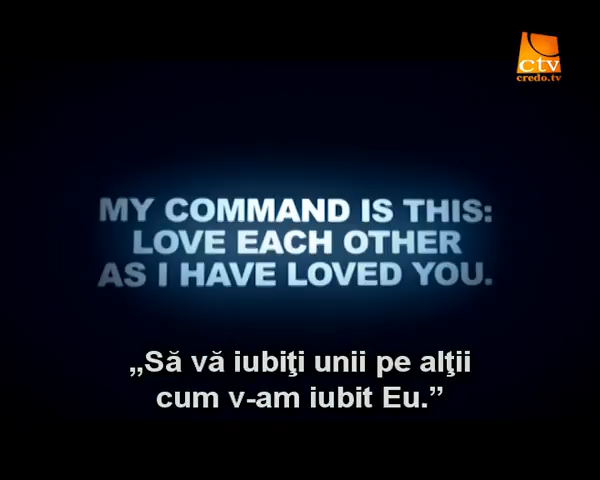 ctv
credo.tv
MY COMMAND IS THIS:
LOVE EACH OTHER
AS I HAVE LOVED YOU.
„Să vă iubiţi unii pe alţii
cum v-am iubit Eu.”